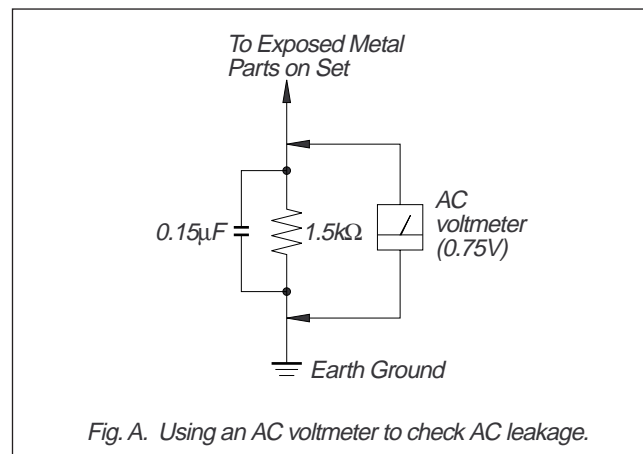 To Exposed Metal
Parts on Set
0.15µF
1.5kΩ
AC
voltmeter
(0.75V)
Earth Ground
Fig. A. Using an AC voltmeter to check AC leakage.